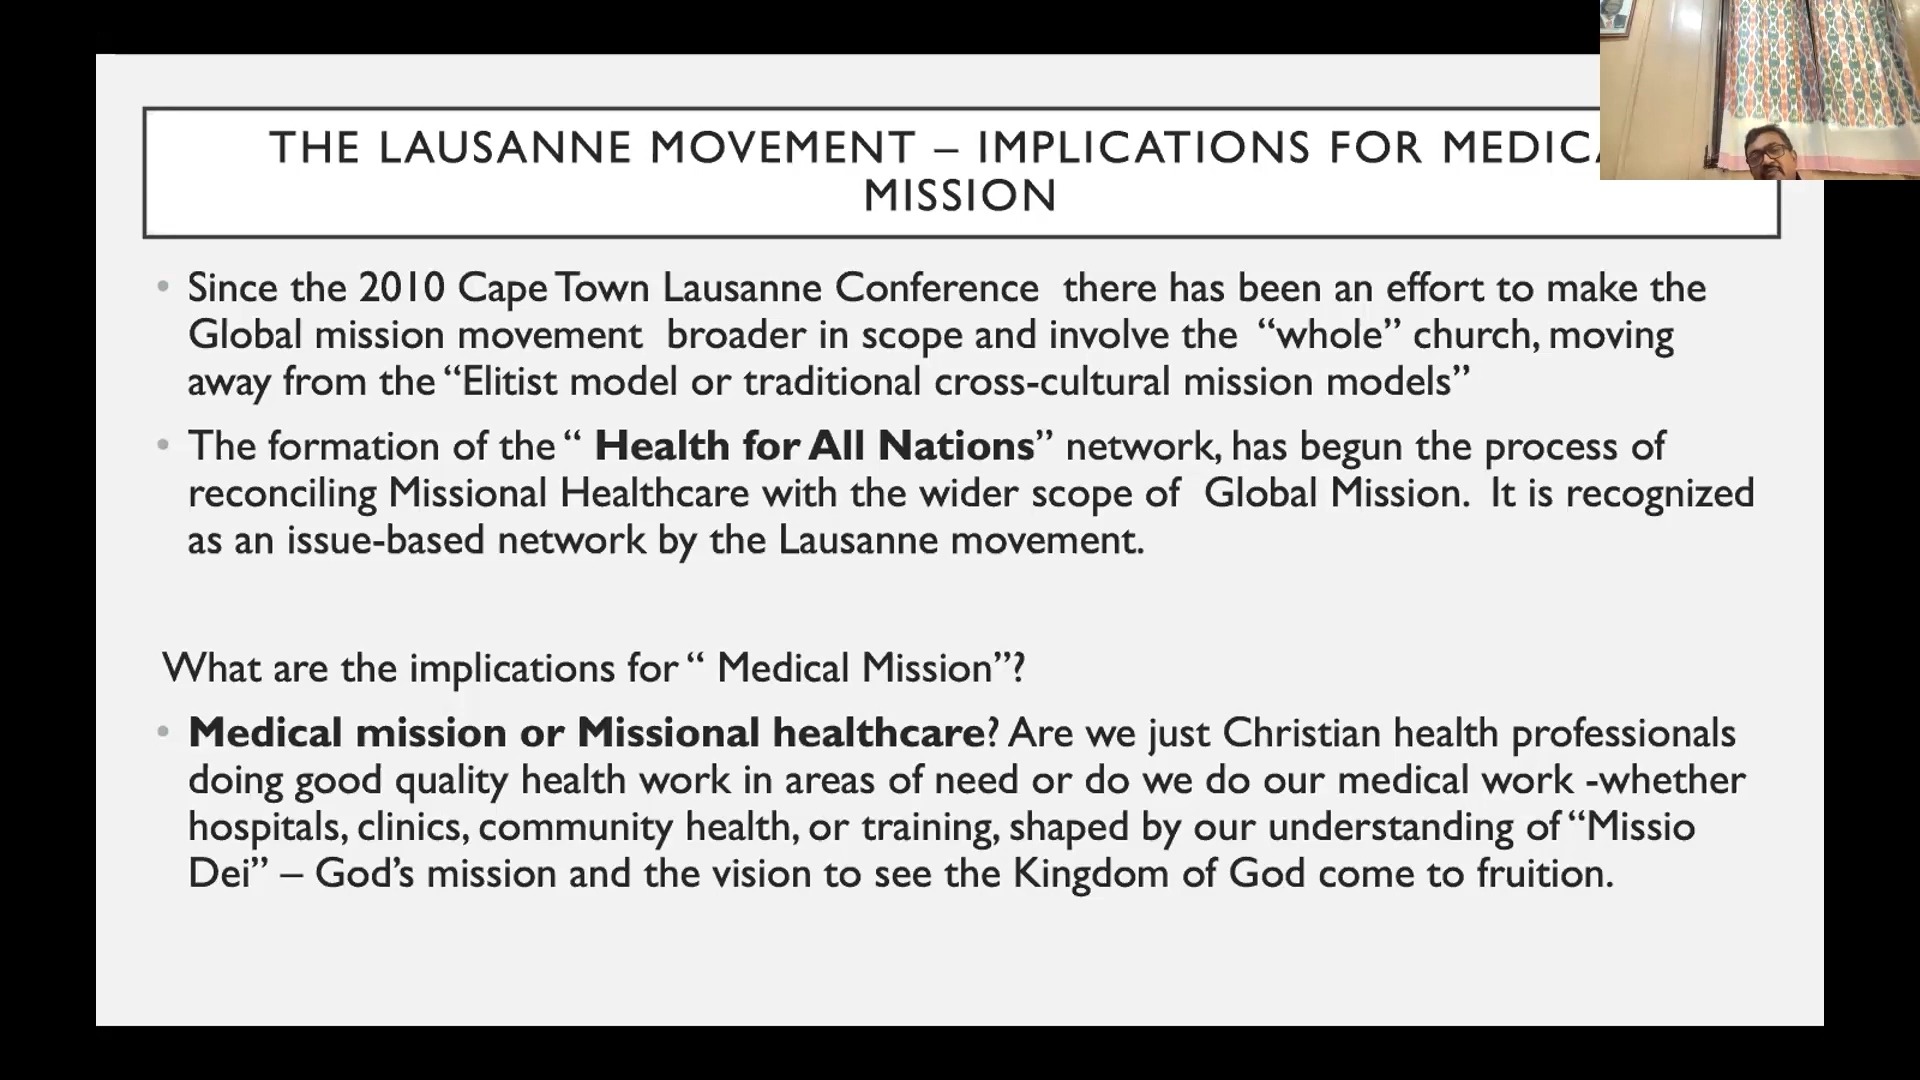 THE LAUSANNE MOVEMENT – IMPLICATIONS FOR
MISSION
• Since the 2010 Cape Town Lausanne Conference there has been an effort to make the
Global mission movement broader in scope and involve the “whole” church, moving
away from the “Elitist model or traditional cross-cultural mission models”
• The formation of the “ Health for All Nations” network, has begun the process of
reconciling Missional Healthcare with the wider scope of Global Mission. It is recognized
as an issue-based network by the Lausanne movement.
What are the implications for “ Medical Mission”?
• Medical mission or Missional healthcare? Are we just Christian health professionals
doing good quality health work in areas of need or do we do our medical work -whether
hospitals, clinics, community health, or training, shaped by our understanding of “Missio
Dei” – God’s mission and the vision to see the Kingdom of God come to fruition.